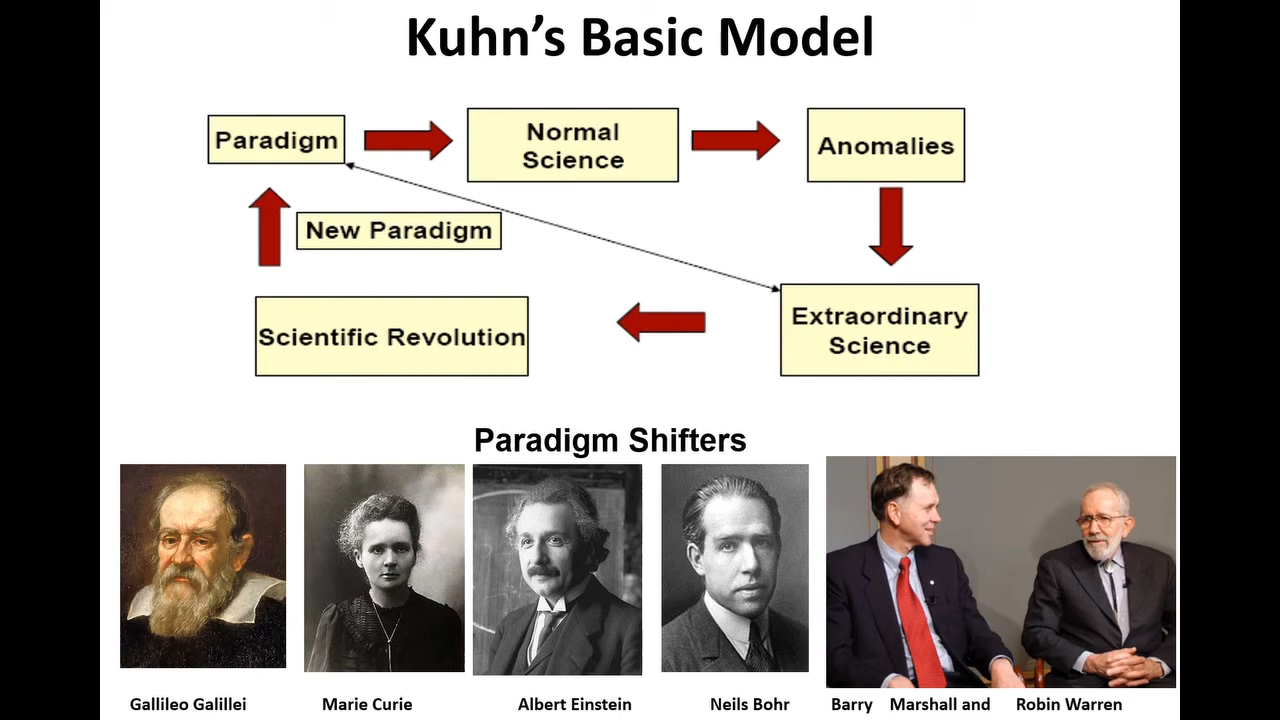 Kuhn’s Basic Model
Paradigm
Normal
Science
Anomalies
New Paradigm
Scientific Revolution
Extraordinary
Science
Paradigm Shifters
Gallileo Galillei
Marie Curie
Albert Einstein
Neils Bohr
Barry Marshall and Robin Warren